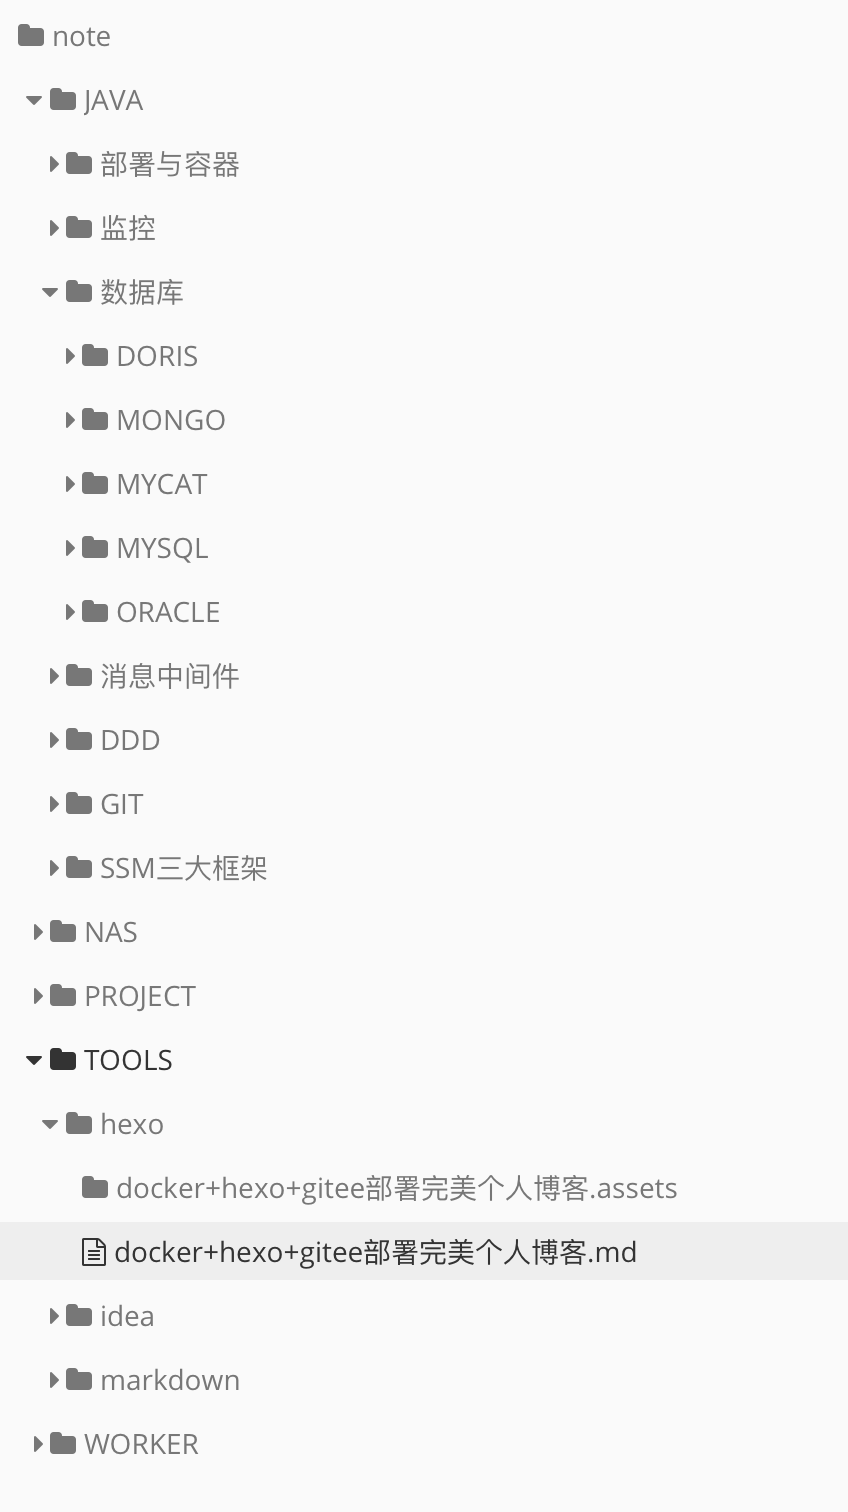 note
JAVA
部署与容器
监控
数据库
DORIS
MONGO
MYCAT
MYSQL
ORACLE
消息中间件
DDD
GIT
SSM三大框架
NAS
PROJECT
TOOLS
hexo
docker+hexo+gitee部署完美个人博客.assets
docker+hexo+gitee部署完美个人博客.md
idea
markdown
WORKER